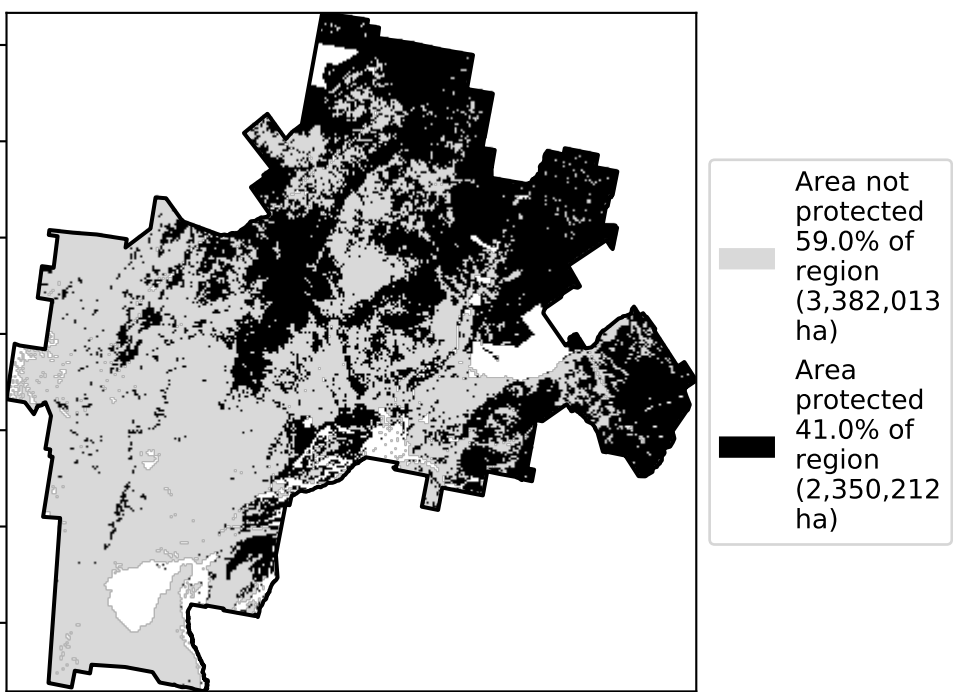 Area not
protected
59.0% of
region
(3,382,013
ha)
Area
protected
41.0% of
region
(2,350,212
ha)